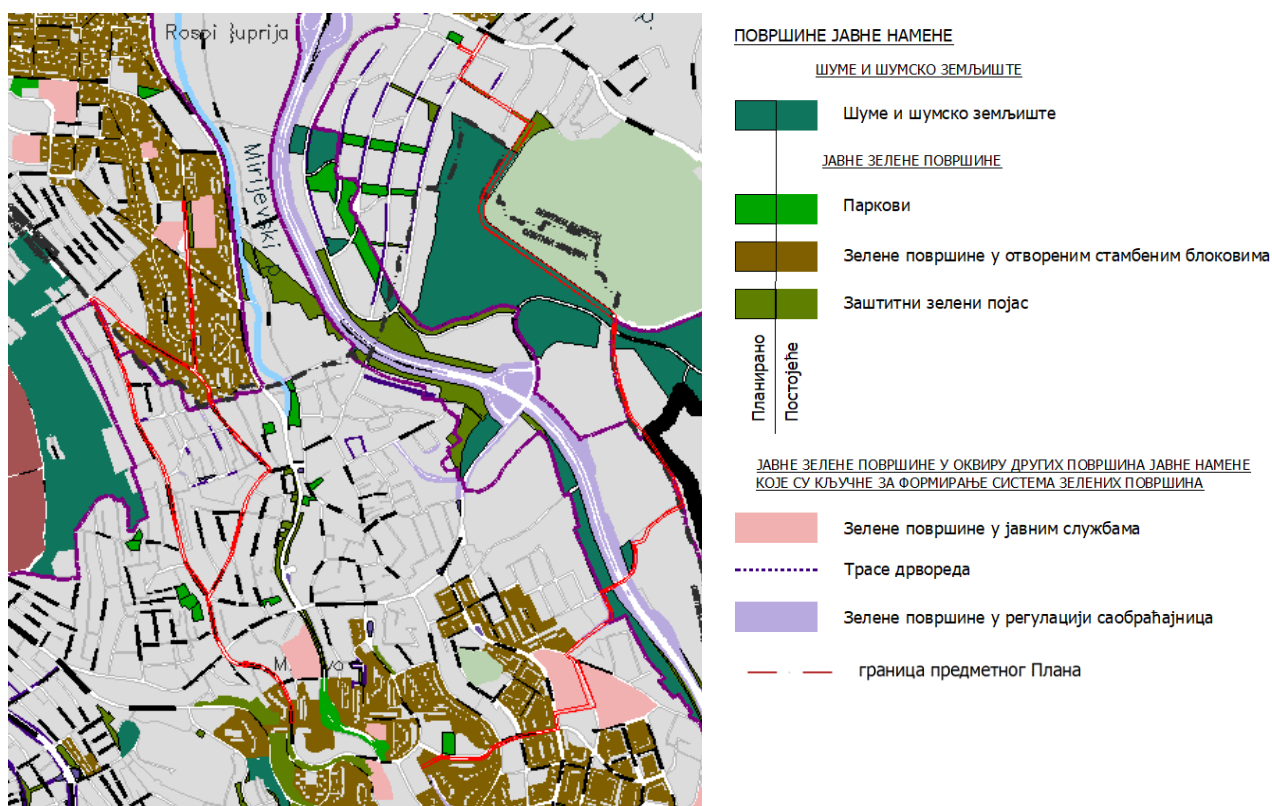 Rospi ćuprija
Mirijevski
ПОВРШИНЕ ЈАВНЕ НАМЕНЕ
ШУМЕ И ШУМСКО ЗЕМЉИШТЕ
Шуме и шумско земљиште
ЈАВНЕ ЗЕЛЕНЕ ПОВРШИНЕ
Паркови
Зелене површине у отвореним стамбеним блоковима
Заштитни зелени појас
Планирано
Постојеће
ЈАВНЕ ЗЕЛЕНЕ ПОВРШИНЕ У ОКВИРУ ДРУГИХ ПОВРШИНА ЈАВНЕ НАМЕНЕ
КОЈЕ СУ КЉУЧНЕ ЗА ФОРМИРАЊЕ СИСТЕМА ЗЕЛЕНИХ ПОВРШИНА
Зелене површине у јавним службама
Трасе дрвореда
Зелене површине у регулацији саобраћајница
граница предметног Плана